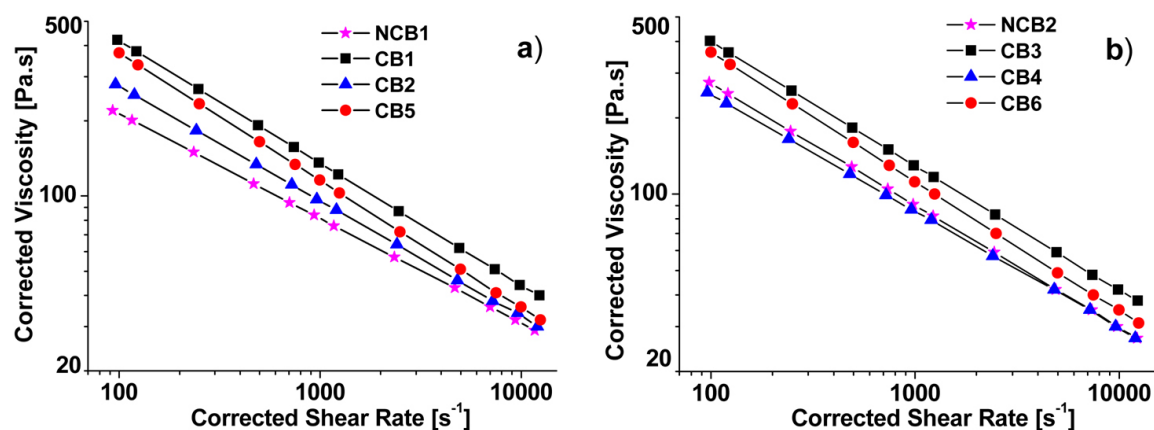 500
100
20
100
1000
10000
Corrected Viscosity [Pa.s]
Corrected Shear Rate [s⁻¹]
NCB1
CB1
CB2
CB5
a)
500
100
20
100
1000
10000
Corrected Viscosity [Pa.s]
Corrected Shear Rate [s⁻¹]
NCB2
CB3
CB4
CB6
b)